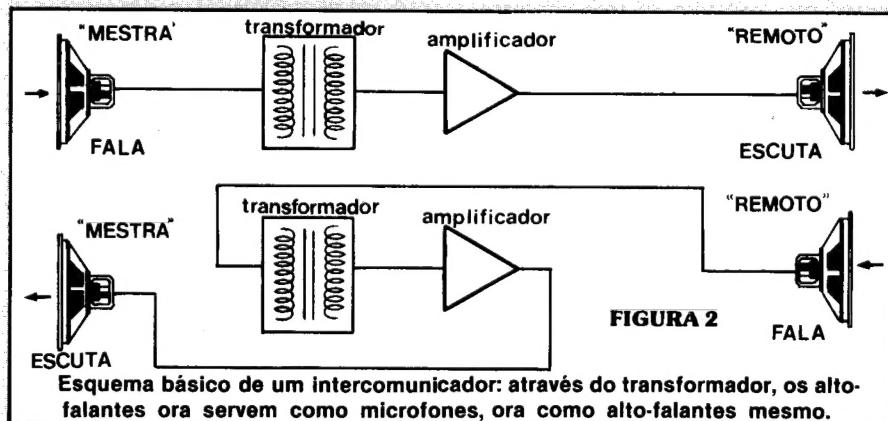 "MESTRA'
transformador
amplificador
"REMOTO"
FALA
ESCUTA
"MESTRA"
transformador
amplificador
"REMOTO"
FIGURA 2
ESCUTA
FALA
Esquema básico de um intercomunicador: através do transformador, os alto-
falantes ora servem como microfones, ora como alto-falantes mesmo.